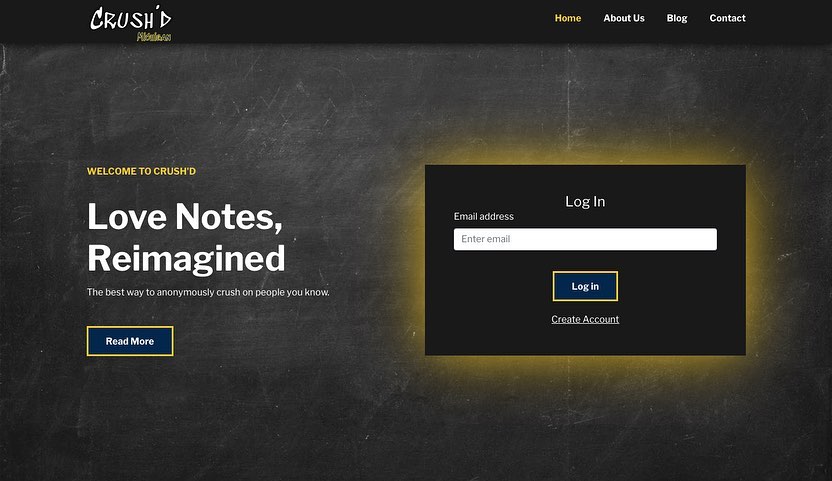 CRUSH'D
Michigan
Home About Us Blog Contact
WELCOME TO CRUSH'D
Love Notes,
Reimagined
The best way to anonymously crush on people you know.
Read More
Log In
Email address
Enter email
Log in
Create Account